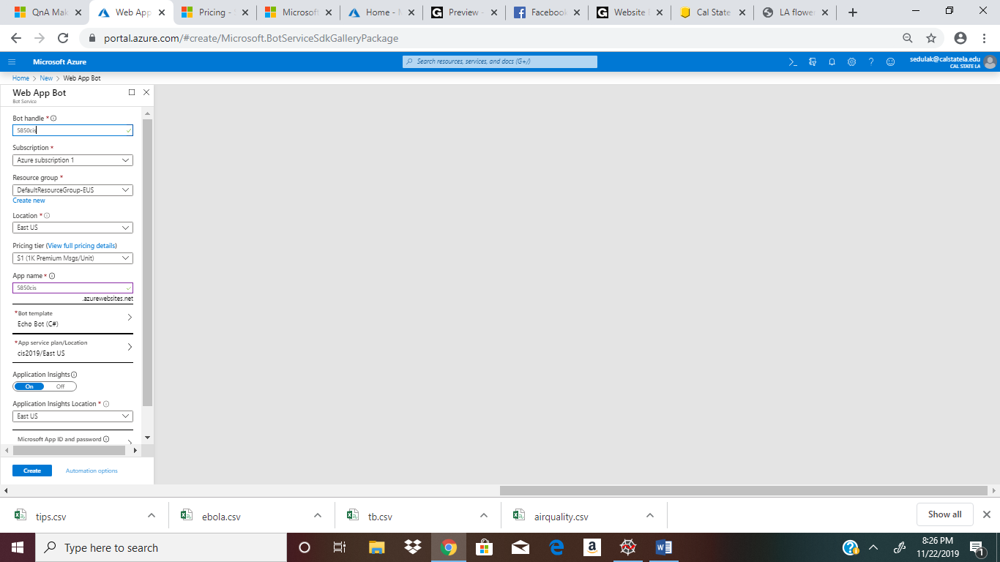 QnA Mak
Web App
Pricing -
Microsoft
Home - M
Preview -
Facebook
Website
Cal State
LA flower
portal.azure.com/#create/Microsoft.BotServiceSdkGalleryPackage
Microsoft Azure
Search resources, services, and docs (G+/)
sedulak@calstatela.edu
CAL STATE LA
Home > New > Web App Bot
Web App Bot
Bot Service
Bot handle *
5850cis
Subscription *
Azure subscription 1
Resource group *
DefaultResourceGroup-EUS
Create new
Location *
East US
Pricing tier (View full pricing details)
S1 (1K Premium Msgs/Unit)
App name *
5850cis
.azurewebsites.net
*Bot template
Echo Bot (C#)
*App service plan/Location
cis2019/East US
Application Insights
On Off
Application Insights Location *
East US
Microsoft App ID and password
Create Automation options
tips.csv
ebola.csv
tb.csv
airquality.csv
Show all
Type here to search
8:26 PM
11/22/2019
1